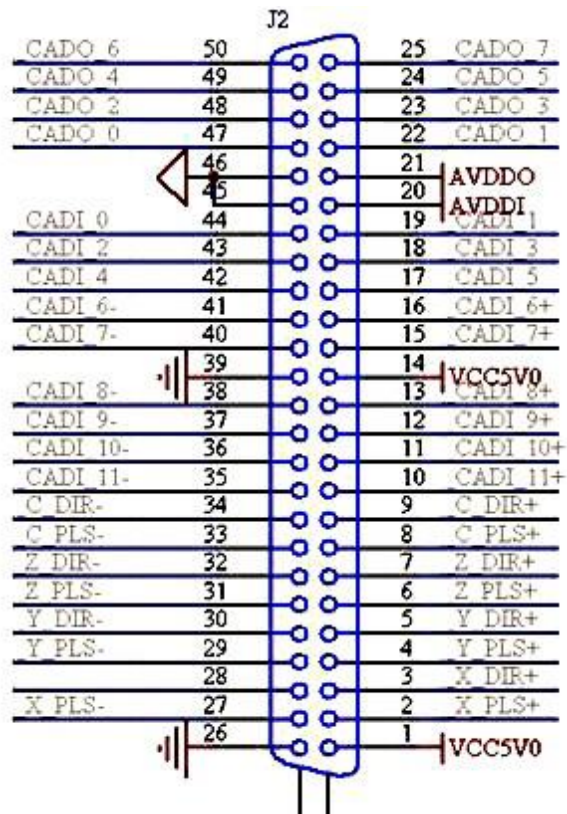 J2
CADO_6 50 25 CADO_7
CADO_4 49 24 CADO_5
CADO_2 48 23 CADO_3
CADO_0 47 22 CADO_1
46 21 AVDDO
45 20 AVDDI
CADI_0 44 19 CADI_1
CADI_2 43 18 CADI_3
CADI_4 42 17 CADI_5
CADI_6- 41 16 CADI_6+
CADI_7- 40 15 CADI_7+
39 14 VCC5V0
CADI_8- 38 13 CADI_8+
CADI_9- 37 12 CADI_9+
CADI_10- 36 11 CADI_10+
CADI_11- 35 10 CADI_11+
C_DIR- 34 9 C_DIR+
C_PLS- 33 8 C_PLS+
Z_DIR- 32 7 Z_DIR+
Z_PLS- 31 6 Z_PLS+
Y_DIR- 30 5 Y_DIR+
Y_PLS- 29 4 Y_PLS+
28 3 X_DIR+
X_PLS- 27 2 X_PLS+
26 1 VCC5V0